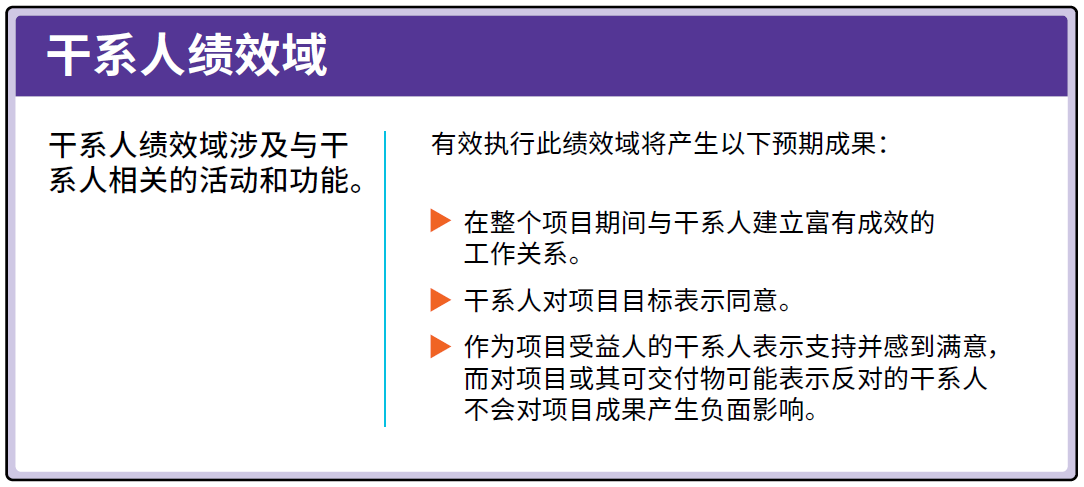 干系人绩效域
干系人绩效域涉及与干
系人相关的活动和功能。
有效执行此绩效域将产生以下预期成果：
在整个项目期间与干系人建立富有成效的
工作关系。
干系人对项目目标表示同意。
作为项目受益人的干系人表示支持并感到满意，
而对项目或其可交付物可能表示反对的干系人
不会对项目成果产生负面影响。